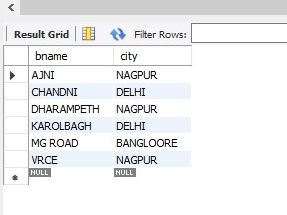 Result Grid Filter Rows:
bname city
AJNI NAGPUR
CHANDNI DELHI
DHARAMPETH NAGPUR
KAROLBAGH DELHI
MG ROAD BANGLOORE
VRCE NAGPUR
NULL NULL